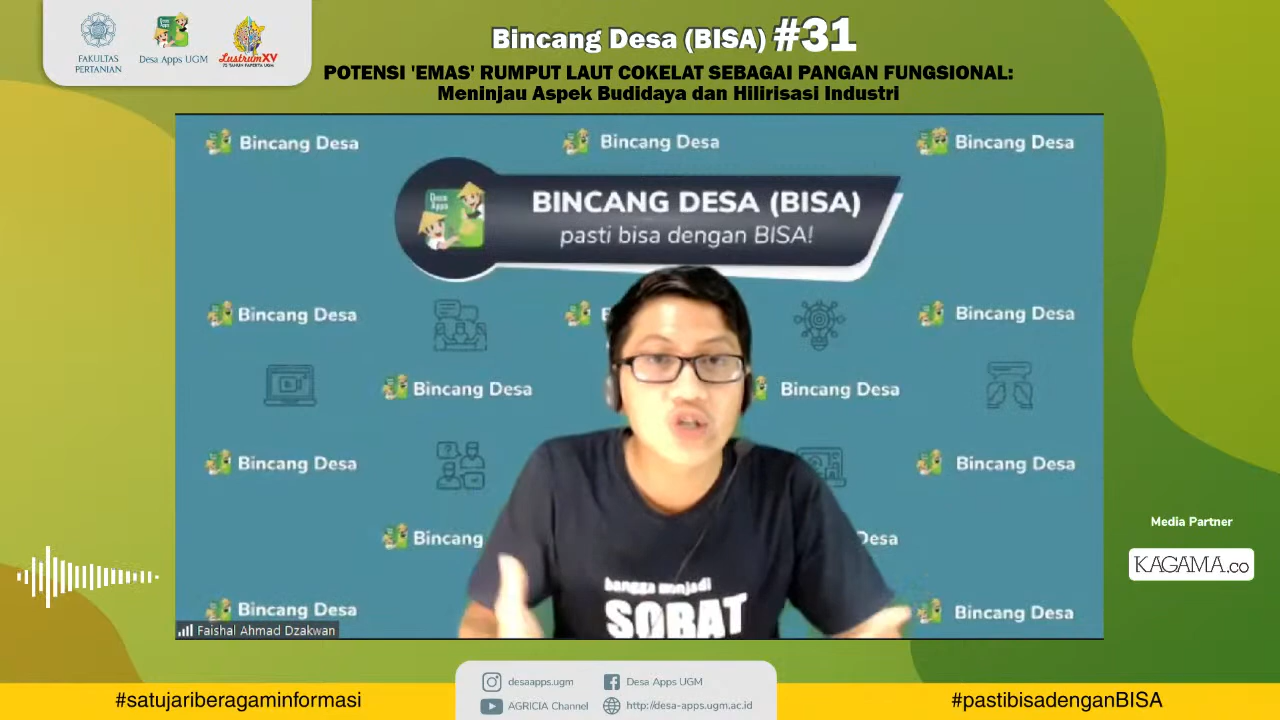 FAKULTAS
PERTANIAN
Desa Apps UGM
Lustrum XV
Bincang Desa (BISA) #31
POTENSI 'EMAS' RUMPUT LAUT COKELAT SEBAGAI PANGAN FUNGSIONAL:
Meninjau Aspek Budidaya dan Hilirisasi Industri
Bincang Desa
Bincang Desa
Bincang Desa
Desa
Apps
BINCANG DESA (BISA)
pasti bisa dengan BISA!
Bincang Desa
Bincang Desa
Bincang Desa
Bincang Desa
Bincang Desa
Bincang Desa
Bincang
Desa
Bincang Desa
Bincang Desa
bangga menjadi
SOBAT
Faishal Ahmad Dzakwan
Media Partner
KAGAMA.co
#satujariberagaminformasi
desaapps.ugm
Desa Apps UGM
AGRICIA Channel
http://desa-apps.ugm.ac.id
#pastibisadenganBISA